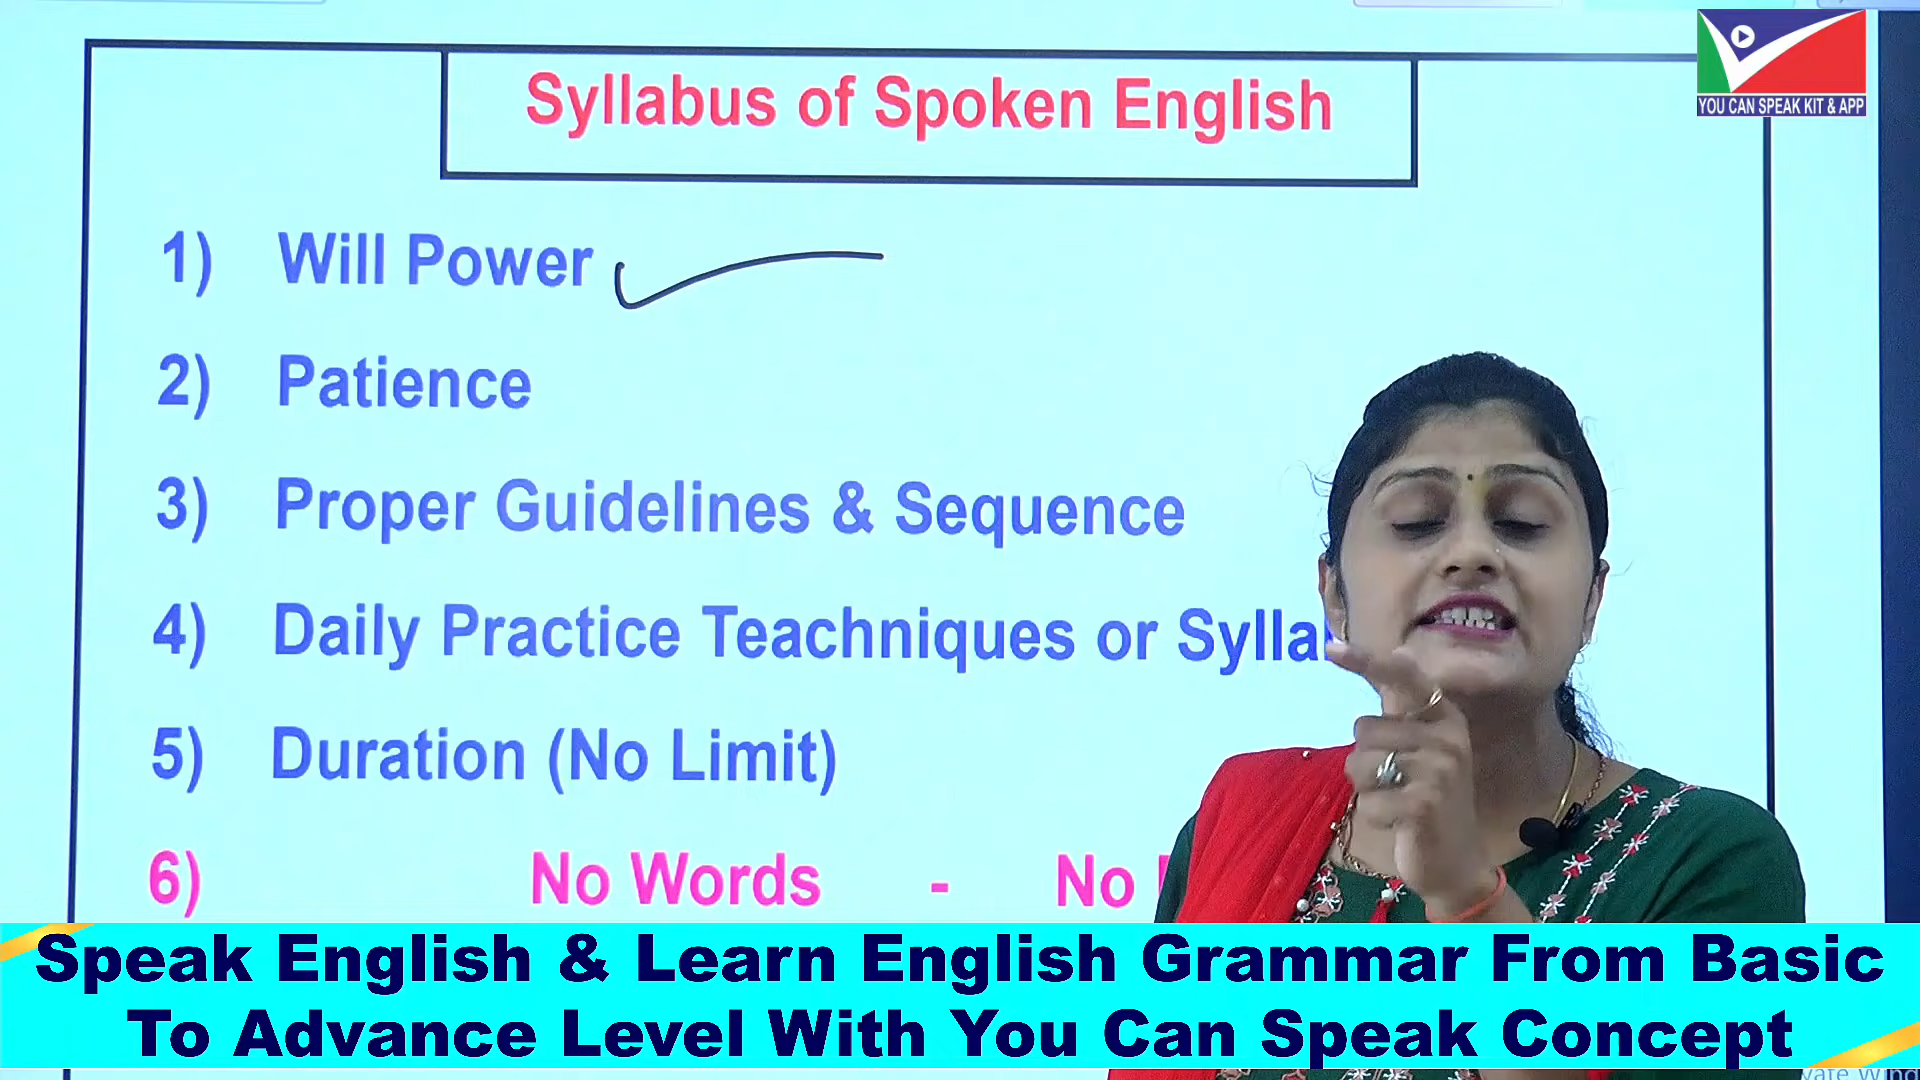 YOU CAN SPEAK KIT & APP
Syllabus of Spoken English
1) Will Power
2) Patience
3) Proper Guidelines & Sequence
4) Daily Practice Teachniques or
5) Duration (No Limit)
6) No Words - No
Speak English & Learn English Grammar From Basic
To Advance Level With You Can Speak Concept